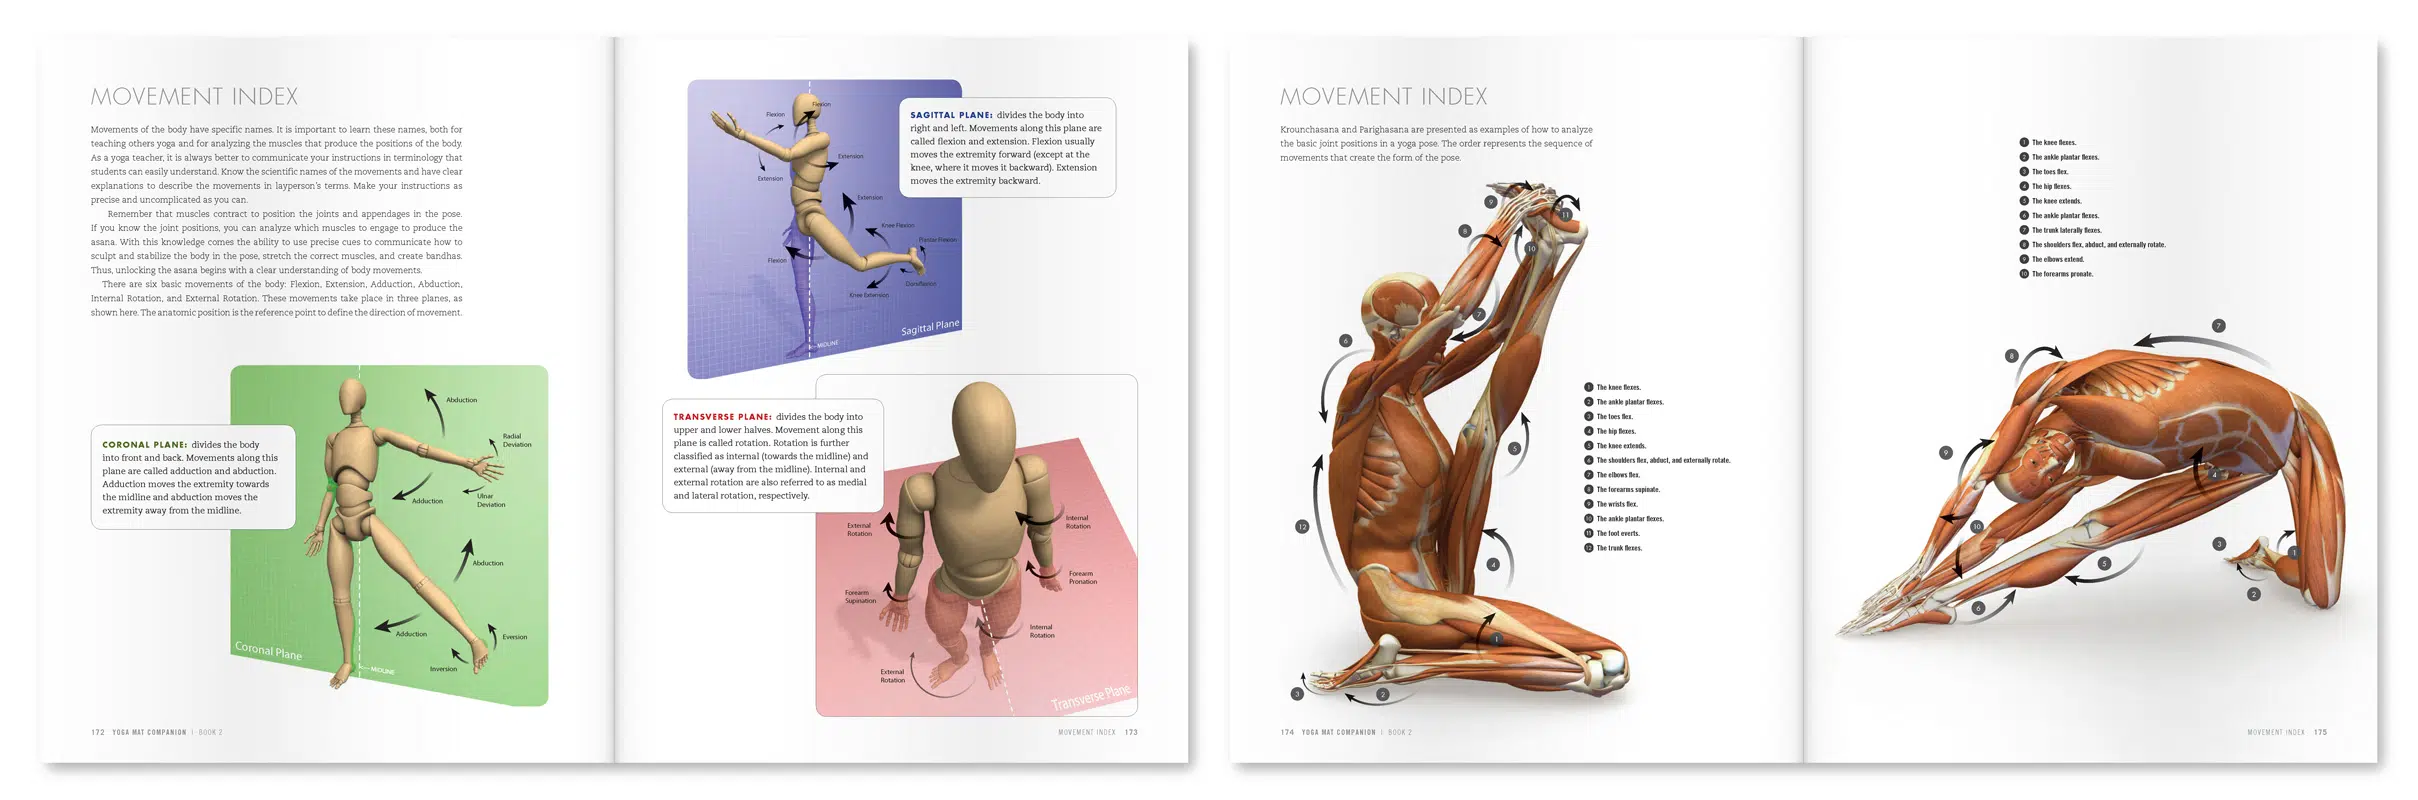 MOVEMENT INDEX
Movements of the body have specific names. It is important to learn these names, both for
teaching others yoga and for analyzing the muscles that produce the positions of the body.
As a yoga teacher, it is always better to communicate your instructions in terminology that
students can easily understand. Know the scientific names of the movements and have clear
explanations to describe the movements in layperson's terms. Make your instructions as
precise and uncomplicated as you can.
Remember that muscles contract to position the joints and appendages in the pose.
If you know the joint positions, you can analyze which muscles to engage to produce the
asana. With this knowledge comes the ability to use precise cues to communicate how to
sculpt and stabilize the body in the pose, stretch the correct muscles, and create bandhas.
Thus, unlocking the asana begins with a clear understanding of body movements.
There are six basic movements of the body: Flexion, Extension, Adduction, Abduction,
Internal Rotation, and External Rotation. These movements take place in three planes, as
shown here. The anatomic position is the reference point to define the direction of movement.
CORONAL PLANE: divides the body
into front and back. Movements along this
plane are called adduction and abduction.
Adduction moves the extremity towards
the midline and abduction moves the
extremity away from the midline.
Abduction
Radial
Deviation
Adduction
Ulnar
Deviation
Abduction
Adduction
Eversion
Inversion
MIDLINE
Coronal Plane
172 YOGA MAT COMPANION | BOOK 2
Flexion
Flexion
Extension
Extension
Extension
Knee Flexion
Plantar Flexion
Flexion
Dorsiflexion
Knee Extension
Sagittal Plane
MIDLINE
SAGITTAL PLANE: divides the body into
right and left. Movements along this plane are
called flexion and extension. Flexion usually
moves the extremity forward (except at the
knee, where it moves it backward). Extension
moves the extremity backward.
TRANSVERSE PLANE: divides the body into
upper and lower halves. Movement along this
plane is called rotation. Rotation is further
classified as internal (towards the midline) and
external (away from the midline). Internal and
external rotation are also referred to as medial
and lateral rotation, respectively.
External
Rotation
Internal
Rotation
Forearm
Pronation
Forearm
Supination
Internal
Rotation
External
Rotation
Transverse Plane
MOVEMENT INDEX 173
MOVEMENT INDEX
Krounchasana and Parighasana are presented as examples of how to analyze
the basic joint positions in a yoga pose. The order represents the sequence of
movements that create the form of the pose.
9
11
8
10
7
6
5
12
4
1
3
2
1 The knee flexes.
2 The ankle plantar flexes.
3 The toes flex.
4 The hip flexes.
5 The knee extends.
6 The shoulders flex, abduct, and externally rotate.
7 The elbows flex.
8 The forearms supinate.
9 The wrists flex.
10 The ankle plantar flexes.
11 The foot everts.
12 The trunk flexes.
174 YOGA MAT COMPANION | BOOK 2
1 The knee flexes.
2 The ankle plantar flexes.
3 The toes flex.
4 The hip flexes.
5 The knee extends.
6 The ankle plantar flexes.
7 The trunk laterally flexes.
8 The shoulders flex, abduct, and externally rotate.
9 The elbows extend.
10 The forearms pronate.
7
8
9
4
10
3
1
5
2
6
MOVEMENT INDEX 175